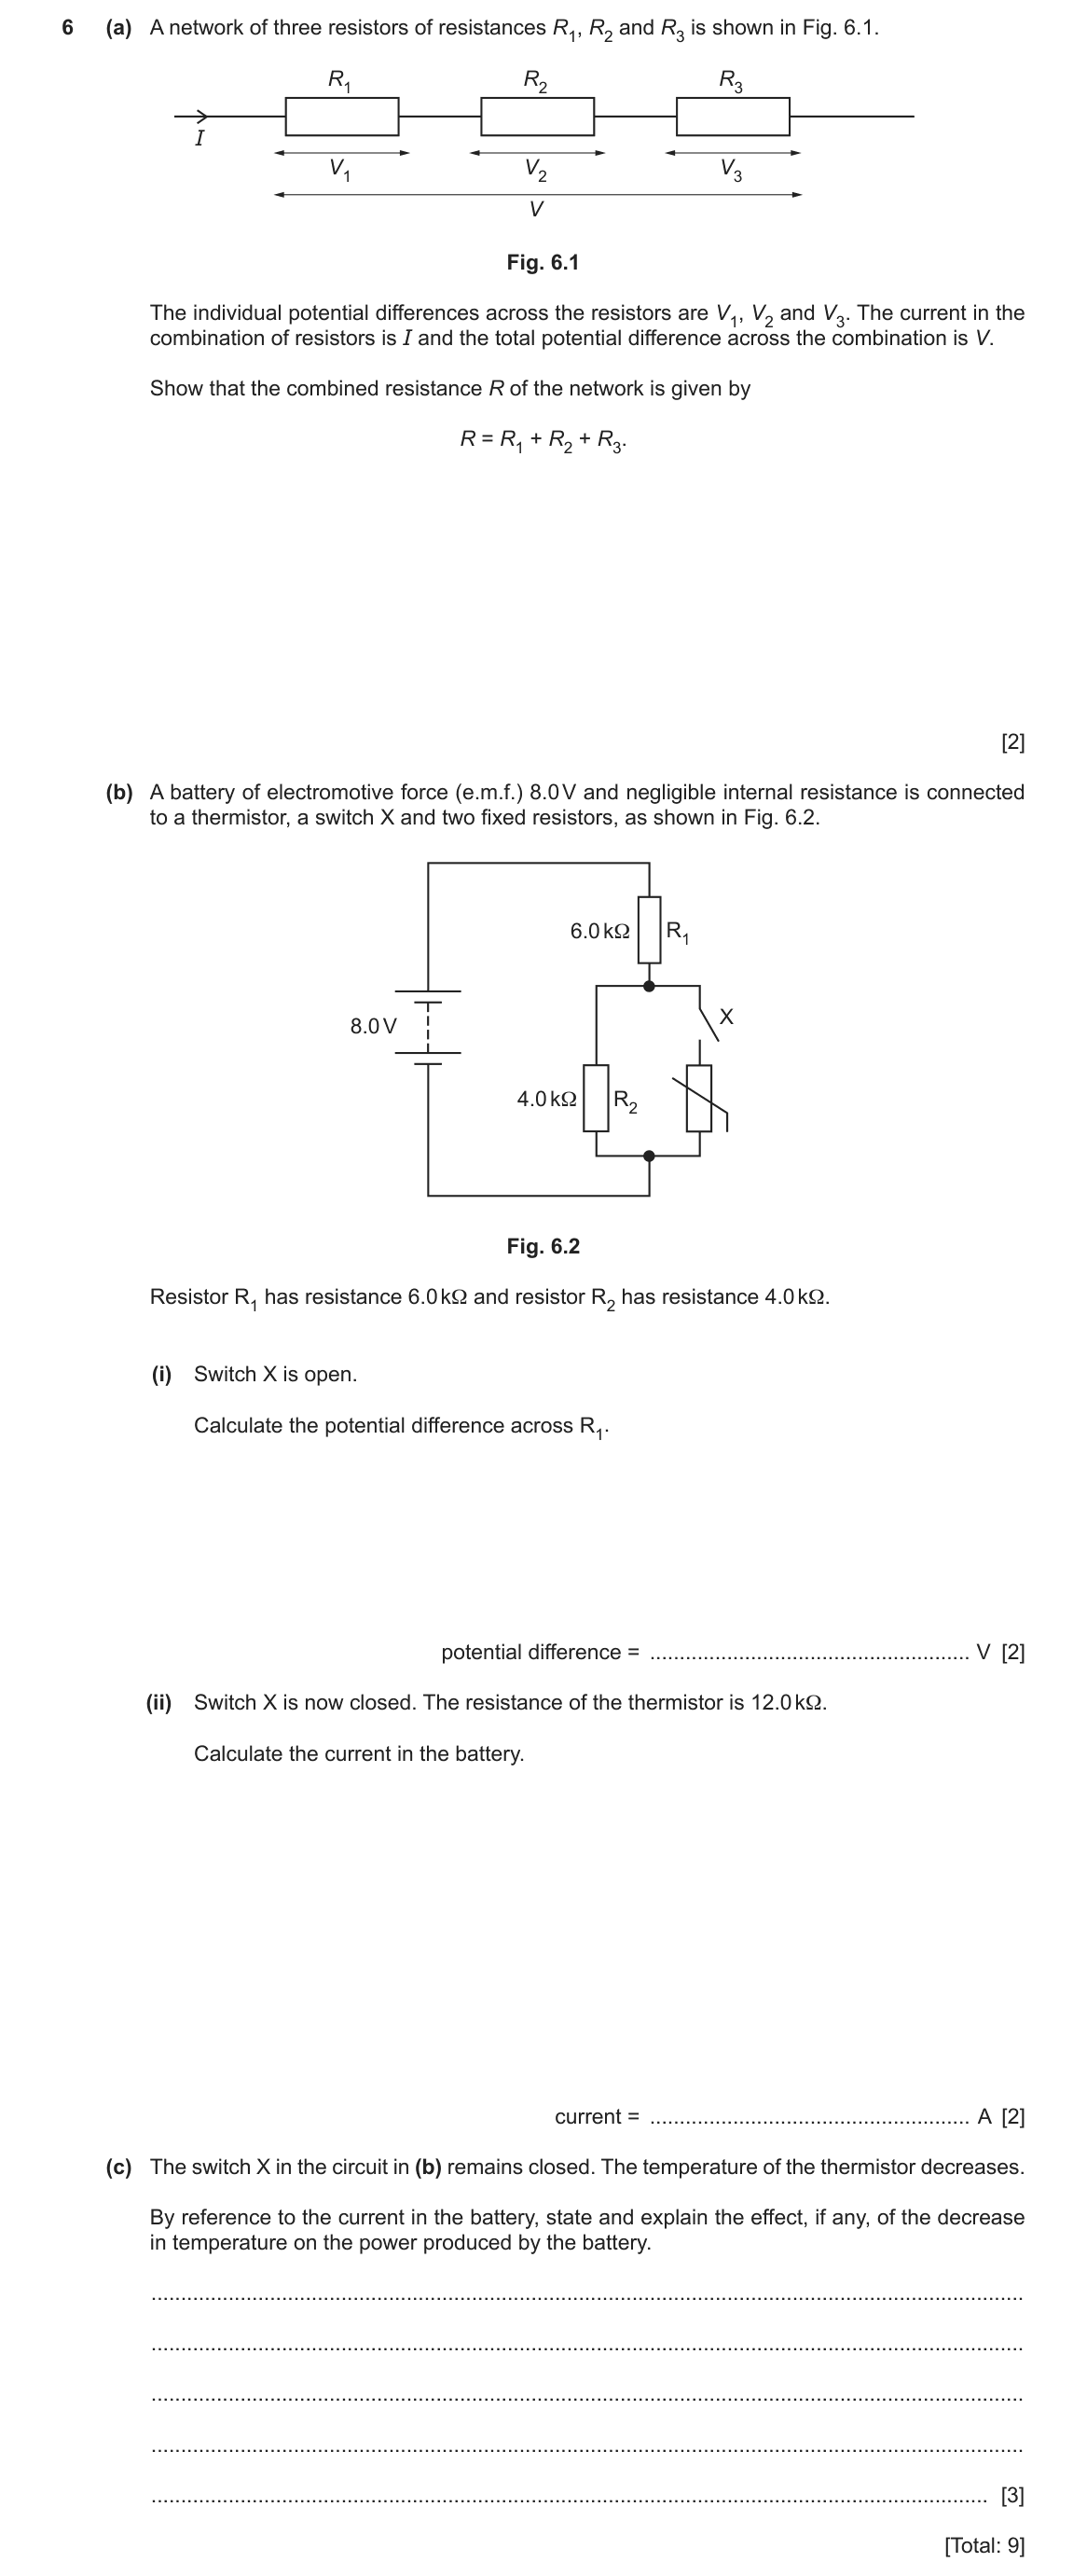 6 (a) A network of three resistors of resistances R1, R2 and R3 is shown in Fig. 6.1.
R1 R2 R3
I
V1 V2 V3
V
Fig. 6.1
The individual potential differences across the resistors are V1, V2 and V3. The current in the
combination of resistors is I and the total potential difference across the combination is V.
Show that the combined resistance R of the network is given by
R = R1 + R2 + R3.
[2]
(b) A battery of electromotive force (e.m.f.) 8.0V and negligible internal resistance is connected
to a thermistor, a switch X and two fixed resistors, as shown in Fig. 6.2.
6.0kΩ R1
X
8.0V
4.0kΩ R2
Fig. 6.2
Resistor R1 has resistance 6.0kΩ and resistor R2 has resistance 4.0kΩ.
(i) Switch X is open.
Calculate the potential difference across R1.
potential difference = ...................................................... V [2]
(ii) Switch X is now closed. The resistance of the thermistor is 12.0kΩ.
Calculate the current in the battery.
current = ...................................................... A [2]
(c) The switch X in the circuit in (b) remains closed. The temperature of the thermistor decreases.
By reference to the current in the battery, state and explain the effect, if any, of the decrease
in temperature on the power produced by the battery.
...................................................................................................................................................
...................................................................................................................................................
...................................................................................................................................................
...................................................................................................................................................
............................................................................................................................................. [3]
[Total: 9]